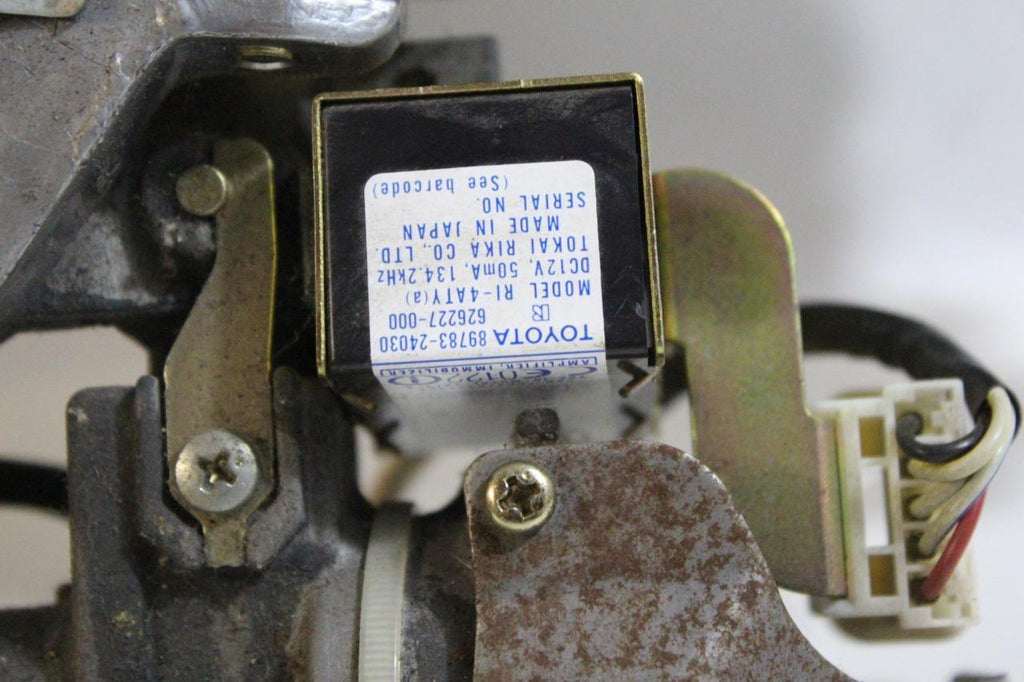 AMPLIFIER, IMMOBILIZER
TOYOTA 89783-24030
626227-000
MODEL RI-4ATY(a)
DC12V, 50mA, 134.2kHz
TOKAI RIKA CO., LTD.
MADE IN JAPAN
SERIAL NO.
(See barcode)